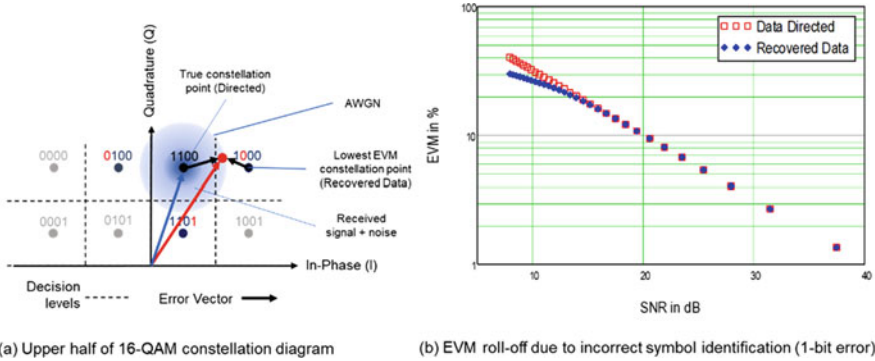 Quadrature (Q)
True constellation
point (Directed)
AWGN
0000
0100
1100
1000
Lowest EVM
constellation point
(Recovered Data)
0001
0101
1101
1001
Received
signal + noise
In-Phase (I)
Decision
levels
Error Vector
(a) Upper half of 16-QAM constellation diagram
100%
Data Directed
Recovered Data
EVM in %
10
1
10
20
30
40
SNR in dB
(b) EVM roll-off due to incorrect symbol identification (1-bit error)